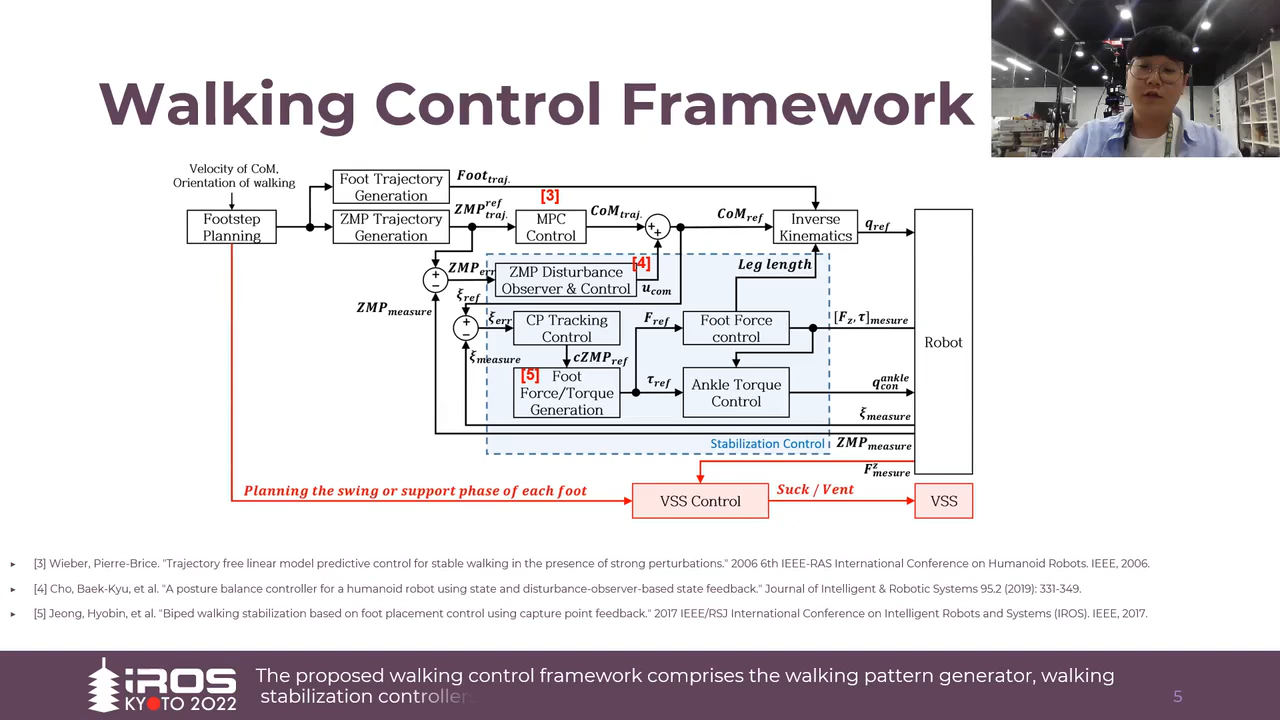 Walking Control Framework
Velocity of CoM,
Orientation of walking
Footstep
Planning
Foot Trajectory
Generation
Foot_traj.
ZMP Trajectory
Generation
ZMP^ref_traj.
[3]
MPC
Control
CoM_traj.
+
+
CoM_ref
Inverse
Kinematics
q_ref
Robot
+
−
ZMP_err
ZMP Disturbance
Observer & Control
[4]
u_com
Leg length
ZMP_measure
ξ_ref
+
−
ξ_err
CP Tracking
Control
F_ref
Foot Force
control
[F_z, τ]_mesure
ξ_measure
cZMP_ref
[5] Foot
Force/Torque
Generation
τ_ref
Ankle Torque
Control
q^ankle_con
ξ_measure
Stabilization Control
ZMP_measure
F^z_mesure
Planning the swing or support phase of each foot
VSS Control
Suck / Vent
VSS
▸ [3] Wieber, Pierre-Brice. "Trajectory free linear model predictive control for stable walking in the presence of strong perturbations." 2006 6th IEEE-RAS International Conference on Humanoid Robots. IEEE, 2006.
▸ [4] Cho, Baek-Kyu, et al. "A posture balance controller for a humanoid robot using state and disturbance-observer-based state feedback." Journal of Intelligent & Robotic Systems 95.2 (2019): 331-349.
▸ [5] Jeong, Hyobin, et al. "Biped walking stabilization based on foot placement control using capture point feedback." 2017 IEEE/RSJ International Conference on Intelligent Robots and Systems (IROS). IEEE, 2017.
iROS
KYOTO 2022
The proposed walking control framework comprises the walking pattern generator, walking
stabilization controllers
5